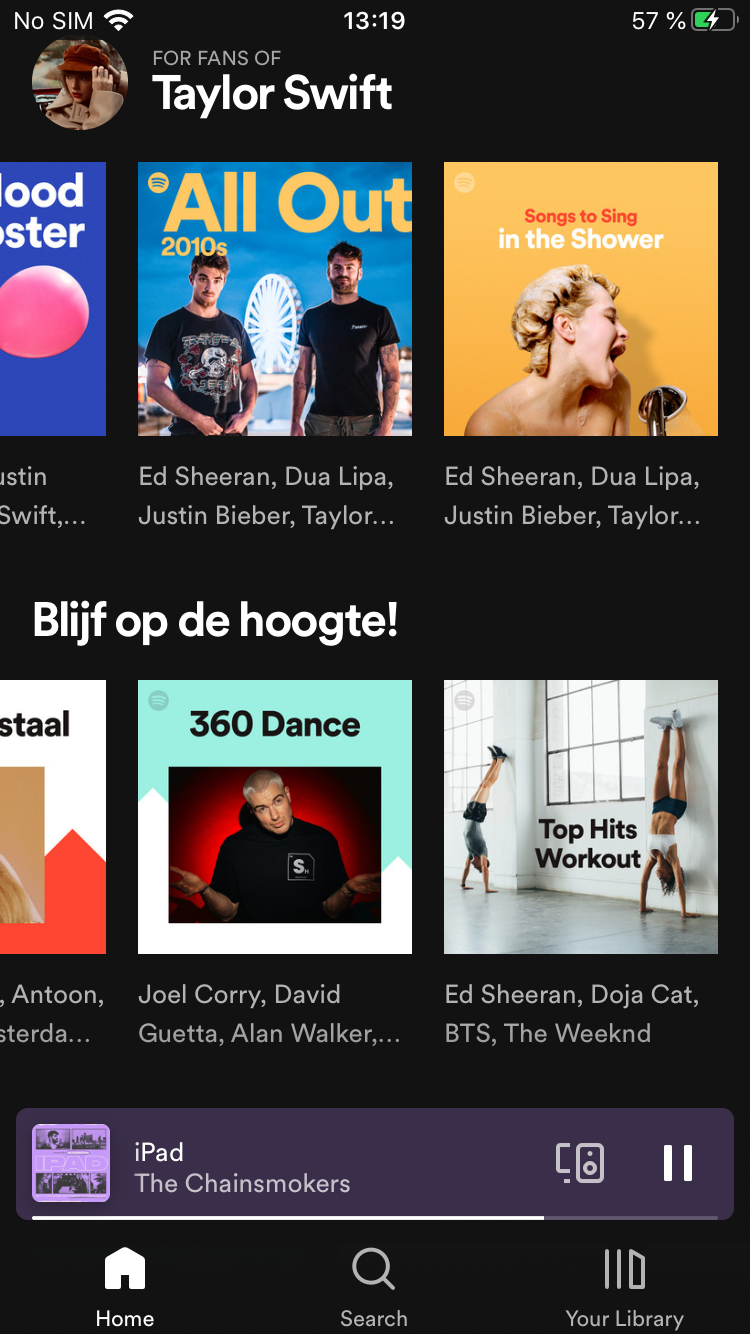 No SIM 13:19 57 %
FOR FANS OF
Taylor Swift
ood
oster
ustin
Swift,...
All Out
2010s
Ed Sheeran, Dua Lipa,
Justin Bieber, Taylor...
Songs to Sing
in the Shower
Ed Sheeran, Dua Lipa,
Justin Bieber, Taylor...
Blijf op de hoogte!
staal
, Antoon,
sterda...
360 Dance
SH
Joel Corry, David
Guetta, Alan Walker,...
Top Hits
Workout
Ed Sheeran, Doja Cat,
BTS, The Weeknd
IPAD
iPad
The Chainsmokers
Home
Search
Your Library